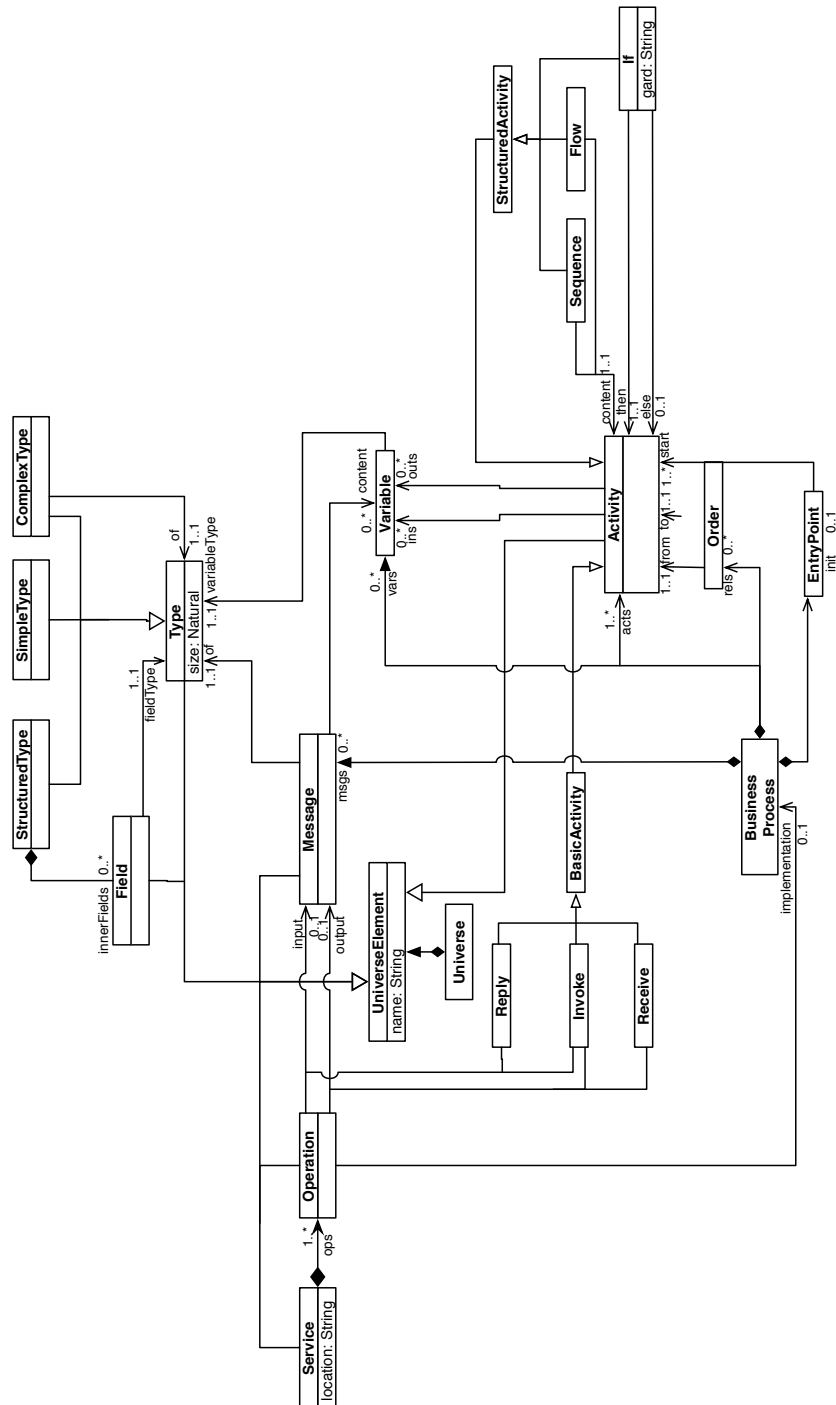 StructuredType
SimpleType
ComplexType
innerFields
0..*
Field
1..1
fieldType
of
1..1
Type
size: Natural
1..1
of
1..1
variableType
Service
location: String
1..*
ops
Operation
input
0..1
0..1
output
Message
msgs
0..*
0..*
content
Variable
0..*
vars
0..*
ins
0..*
outs
UniverseElement
name: String
Universe
Reply
Invoke
Receive
BasicActivity
StructuredActivity
Sequence
Flow
If
gard: String
content
1..1
then
1..1
else
0..1
Activity
1..*
acts
1..1
from
to
1..1
1..*
start
Order
rels
0..*
Business
Process
implementation
0..1
EntryPoint
init
0..1